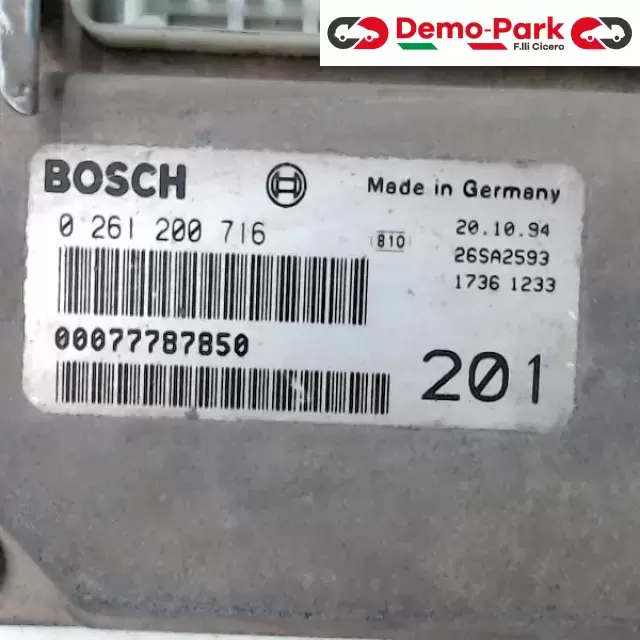 Demo-Park
F.lli Cicero
BOSCH
Made in Germany
0 261 200 716
810
20.10.94
26SA2593
1736 1233
00077787850
201